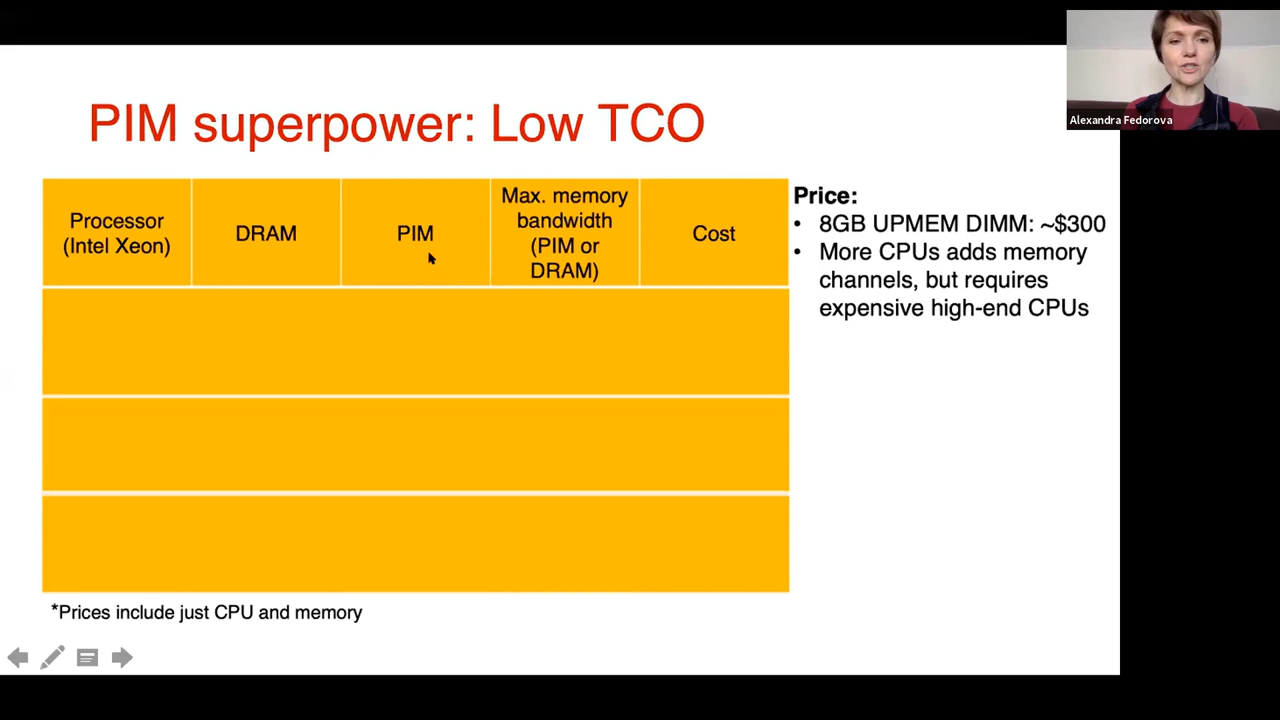 PIM superpower: Low TCO
Alexandra Fedorova
Processor
(Intel Xeon)
DRAM
PIM
Max. memory
bandwidth
(PIM or
DRAM)
Cost
Price:
• 8GB UPMEM DIMM: ~$300
• More CPUs adds memory
channels, but requires
expensive high-end CPUs
*Prices include just CPU and memory